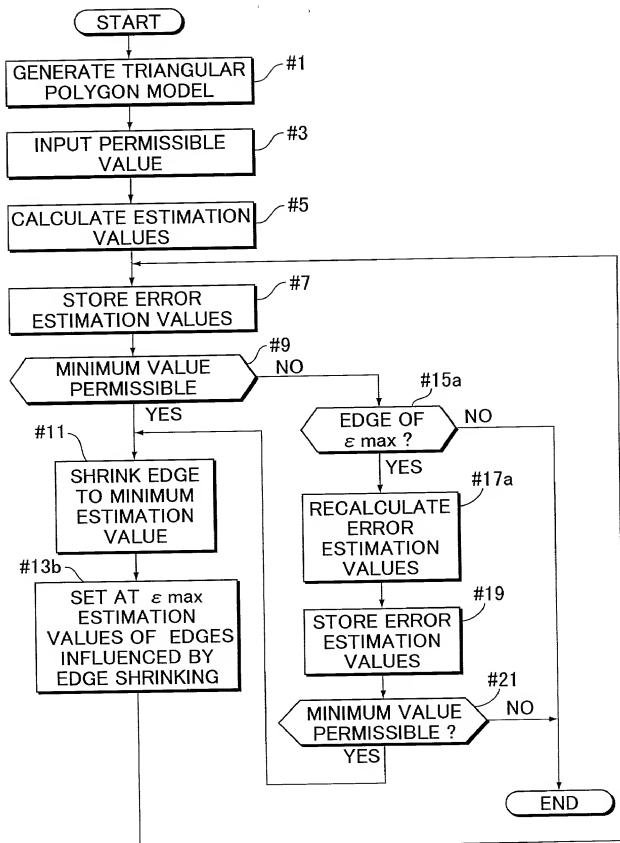 START
GENERATE TRIANGULAR
POLYGON MODEL
#1
INPUT PERMISSIBLE
VALUE
#3
CALCULATE ESTIMATION
VALUES
#5
STORE ERROR
ESTIMATION VALUES
#7
MINIMUM VALUE
PERMISSIBLE
#9
NO
YES
#11
SHRINK EDGE
TO MINIMUM
ESTIMATION
VALUE
#13b
SET AT ε max
ESTIMATION
VALUES OF EDGES
INFLUENCED BY
EDGE SHRINKING
#15a
EDGE OF
ε max ?
NO
YES
#17a
RECALCULATE
ERROR
ESTIMATION
VALUES
#19
STORE ERROR
ESTIMATION
VALUES
#21
MINIMUM VALUE
PERMISSIBLE ?
NO
YES
END